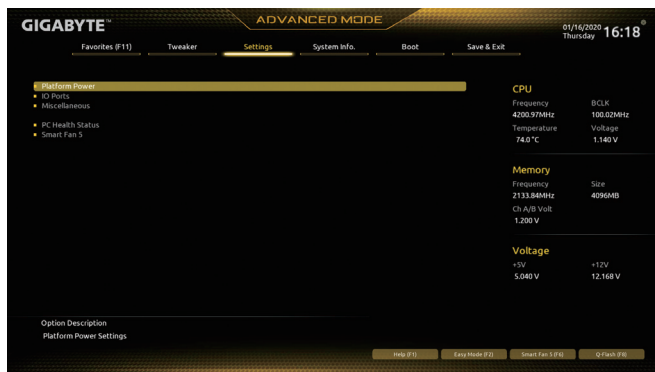 GIGABYTE™
ADVANCED MODE
01/16/2020
Thursday
16:18
Favorites (F11) Tweaker Settings System Info. Boot Save & Exit
Platform Power
IO Ports
Miscellaneous
PC Health Status
Smart Fan 5
CPU
Frequency BCLK
4200.97MHz 100.02MHz
Temperature Voltage
74.0 °C 1.140 V
Memory
Frequency Size
2133.84MHz 4096MB
Ch A/B Volt
1.200 V
Voltage
+5V +12V
5.040 V 12.168 V
Option Description
Platform Power Settings
Help (F1) Easy Mode (F2) Smart Fan 5 (F6) Q-Flash (F8)